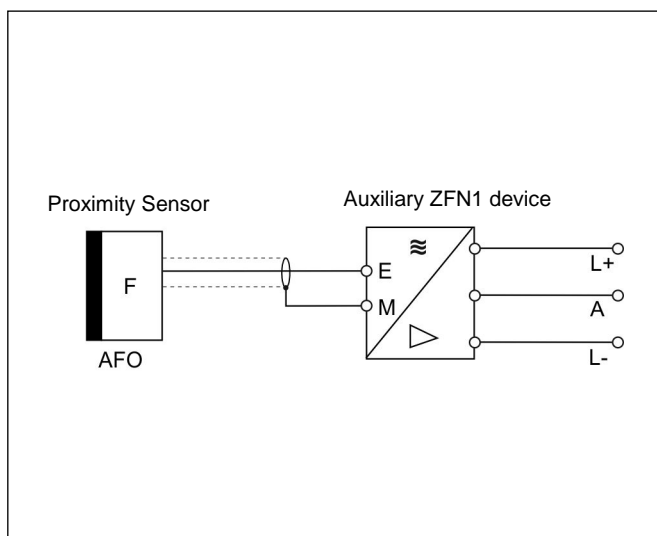 Proximity Sensor
Auxiliary ZFN1 device
F
AFO
E
M
L+
A
L-